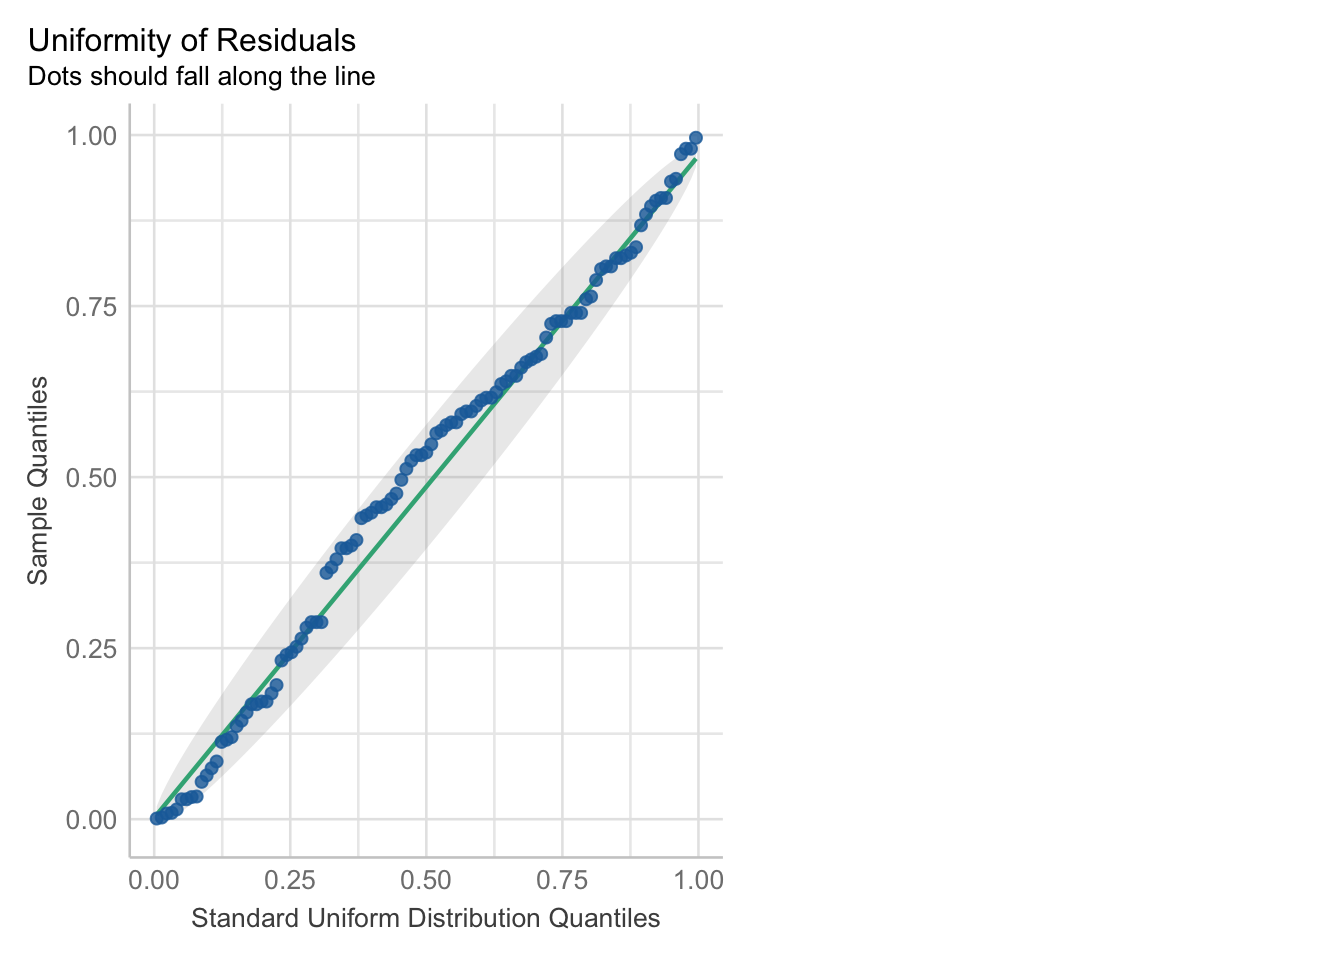 Uniformity of Residuals
Dots should fall along the line
1.00
0.75
0.50
0.25
0.00
Sample Quantiles
0.00 0.25 0.50 0.75 1.00
Standard Uniform Distribution Quantiles